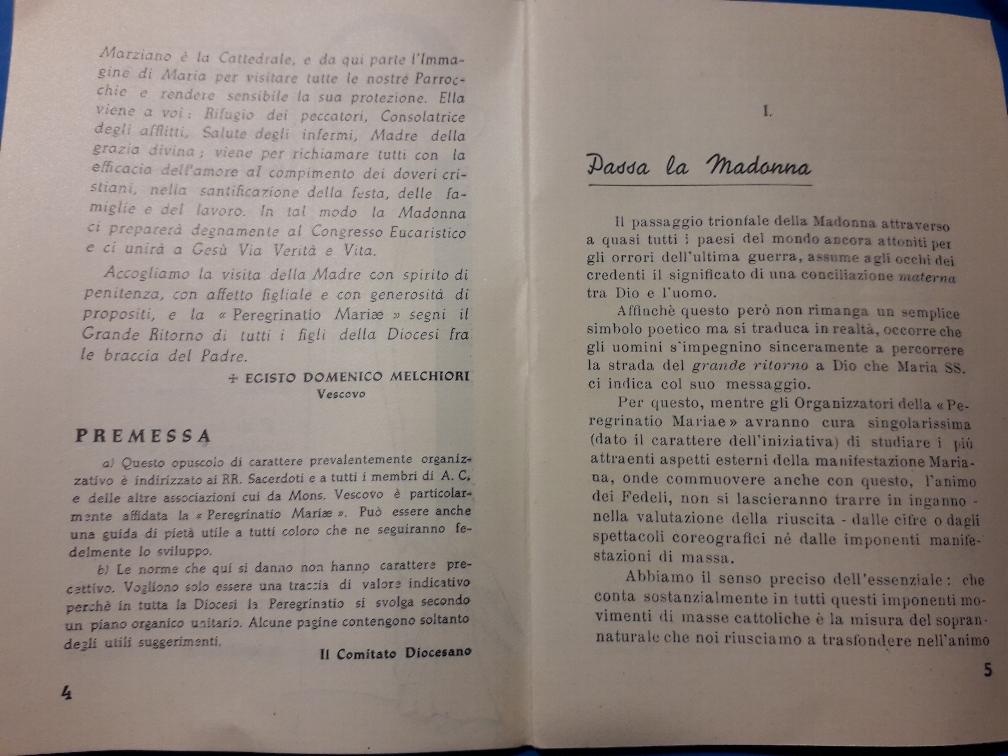 Marziano è la Cattedrale, e da qui parte l'Imma-
gine di Maria per visitare tutte le nostre Parroc-
chie e rendere sensibile la sua protezione. Ella
viene a voi: Rifugio dei peccatori, Consolatrice
degli afflitti, Salute degli infermi, Madre della
grazia divina; viene per richiamare tutti con la
efficacia dell'amore al compimento dei doveri cri-
stiani, nella santificazione della festa, delle fa-
miglie e del lavoro. In tal modo la Madonna
ci preparerà degnamente al Congresso Eucaristico
e ci unirà a Gesù Via Verità e Vita.
Accogliamo la visita della Madre con spirito di
penitenza, con affetto figliale e con generosità di
propositi, e la « Peregrinatio Mariæ » segni il
Grande Ritorno di tutti i figli della Diocesi fra
le braccia del Padre.
✢ EGISTO DOMENICO MELCHIORI
Vescovo
PREMESSA
a) Questo opuscolo di carattere prevalentemente organiz-
zativo è indirizzato ai RR. Sacerdoti e a tutti i membri di A. C.
e delle altre associazioni cui da Mons. Vescovo è particolar-
mente affidata la « Peregrinatio Mariæ ». Può essere anche
una guida di pietà utile a tutti coloro che ne seguiranno fe-
delmente lo sviluppo.
b) Le norme che qui si danno non hanno carattere pre-
cettivo. Vogliono solo essere una traccia di valore indicativo
perchè in tutta la Diocesi la Peregrinatio si svolga secondo
un piano organico unitario. Alcune pagine contengono soltanto
degli utili suggerimenti.
Il Comitato Diocesano
4
I.
Passa la Madonna
Il passaggio trionfale della Madonna attraverso
a quasi tutti i paesi del mondo ancora attoniti per
gli orrori dell'ultima guerra, assume agli occhi dei
credenti il significato di una conciliazione materna
tra Dio e l'uomo.
Affinchè questo però non rimanga un semplice
simbolo poetico ma si traduca in realtà, occorre che
gli uomini s'impegnino sinceramente a percorrere
la strada del grande ritorno a Dio che Maria SS.
ci indica col suo messaggio.
Per questo, mentre gli Organizzatori della « Pe-
regrinatio Mariae » avranno cura singolarissima
(dato il carattere dell'iniziativa) di studiare i più
attraenti aspetti esterni della manifestazione Maria-
na, onde commuovere anche con questo, l'animo
dei Fedeli, non si lascieranno trarre in inganno -
nella valutazione della riuscita - dalle cifre o dagli
spettacoli coreografici nè dalle imponenti manife-
stazioni di massa.
Abbiamo il senso preciso dell'essenziale: che
conta sostanzialmente in tutti questi imponenti mo-
vimenti di masse cattoliche è la misura del sopran-
naturale che noi riusciamo a trasfondere nell'animo
5